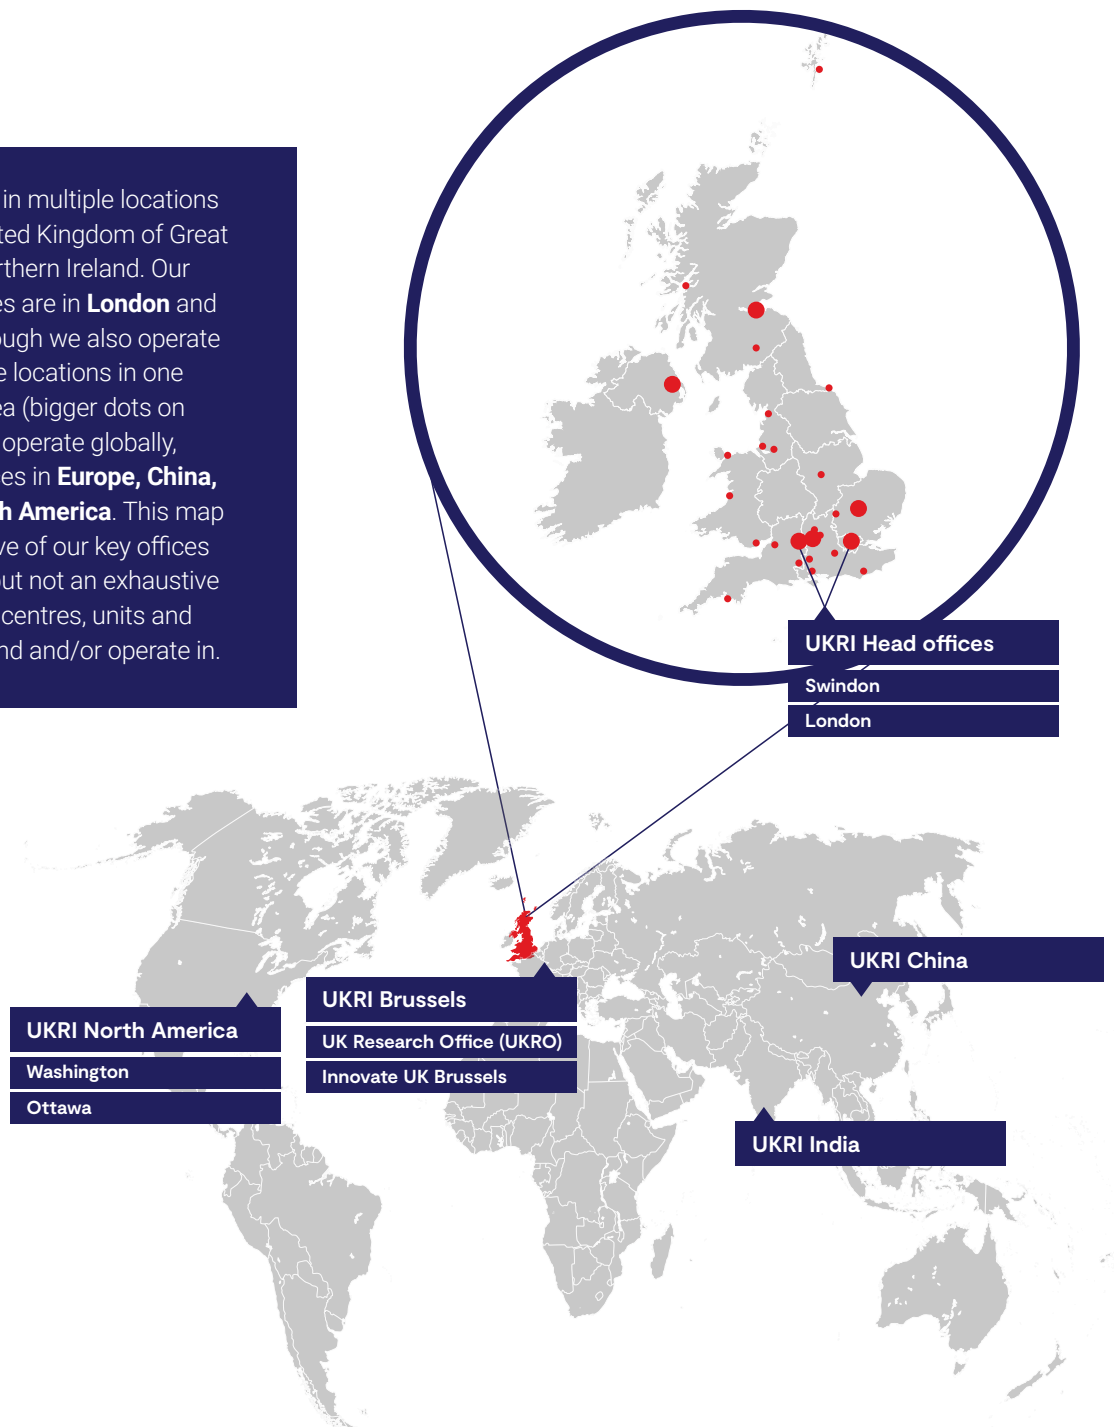 in multiple locations
ted Kingdom of Great
rthern Ireland. Our
es are in London and
ough we also operate
e locations in one
ea (bigger dots on
operate globally,
es in Europe, China,
h America. This map
ve of our key offices
out not an exhaustive
centres, units and
nd and/or operate in.
UKRI Head offices
Swindon
London
UKRI China
UKRI Brussels
UK Research Office (UKRO)
Innovate UK Brussels
UKRI North America
Washington
Ottawa
UKRI India